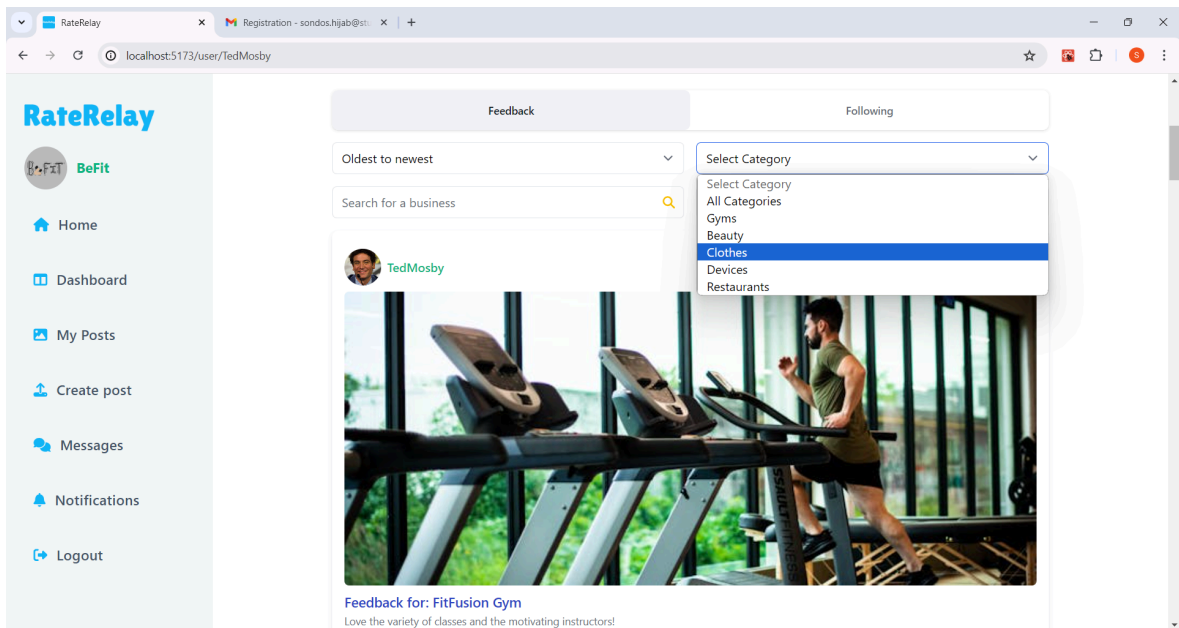 RateRelay
Registration - sondos.hijab@st
localhost:5173/user/TedMosby
S
RateRelay
BeFIT
BeFit
Home
Dashboard
My Posts
Create post
Messages
Notifications
Logout
Feedback
Following
Oldest to newest
Select Category
Search for a business
Select Category
All Categories
Gyms
Beauty
Clothes
Devices
Restaurants
TedMosby
SSAULTFITNESS
Feedback for: FitFusion Gym
Love the variety of classes and the motivating instructors!